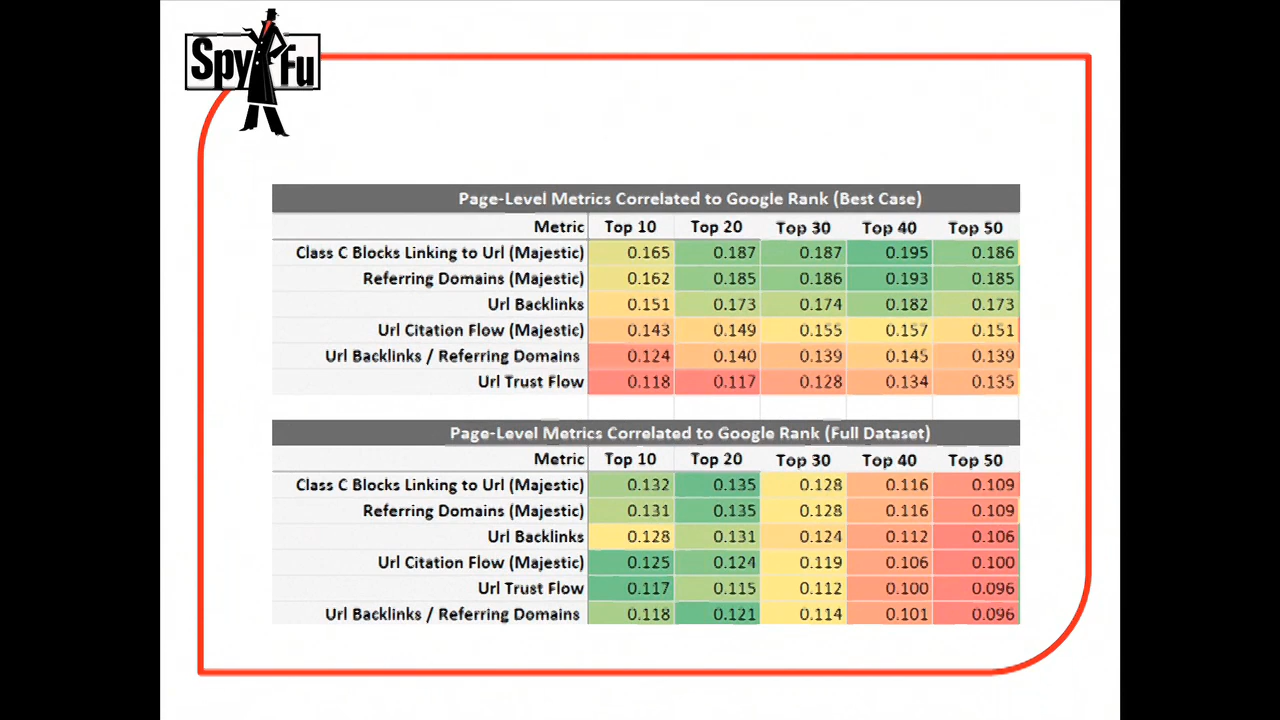 Spy Fu
Page-Level Metrics Correlated to Google Rank (Best Case)
Metric Top 10 Top 20 Top 30 Top 40 Top 50
Class C Blocks Linking to Url (Majestic) 0.165 0.187 0.187 0.195 0.186
Referring Domains (Majestic) 0.162 0.185 0.186 0.193 0.185
Url Backlinks 0.151 0.173 0.174 0.182 0.173
Url Citation Flow (Majestic) 0.143 0.149 0.155 0.157 0.151
Url Backlinks / Referring Domains 0.124 0.140 0.139 0.145 0.139
Url Trust Flow 0.118 0.117 0.128 0.134 0.135
Page-Level Metrics Correlated to Google Rank (Full Dataset)
Metric Top 10 Top 20 Top 30 Top 40 Top 50
Class C Blocks Linking to Url (Majestic) 0.132 0.135 0.128 0.116 0.109
Referring Domains (Majestic) 0.131 0.135 0.128 0.116 0.109
Url Backlinks 0.128 0.131 0.124 0.112 0.106
Url Citation Flow (Majestic) 0.125 0.124 0.119 0.106 0.100
Url Trust Flow 0.117 0.115 0.112 0.100 0.096
Url Backlinks / Referring Domains 0.118 0.121 0.114 0.101 0.096